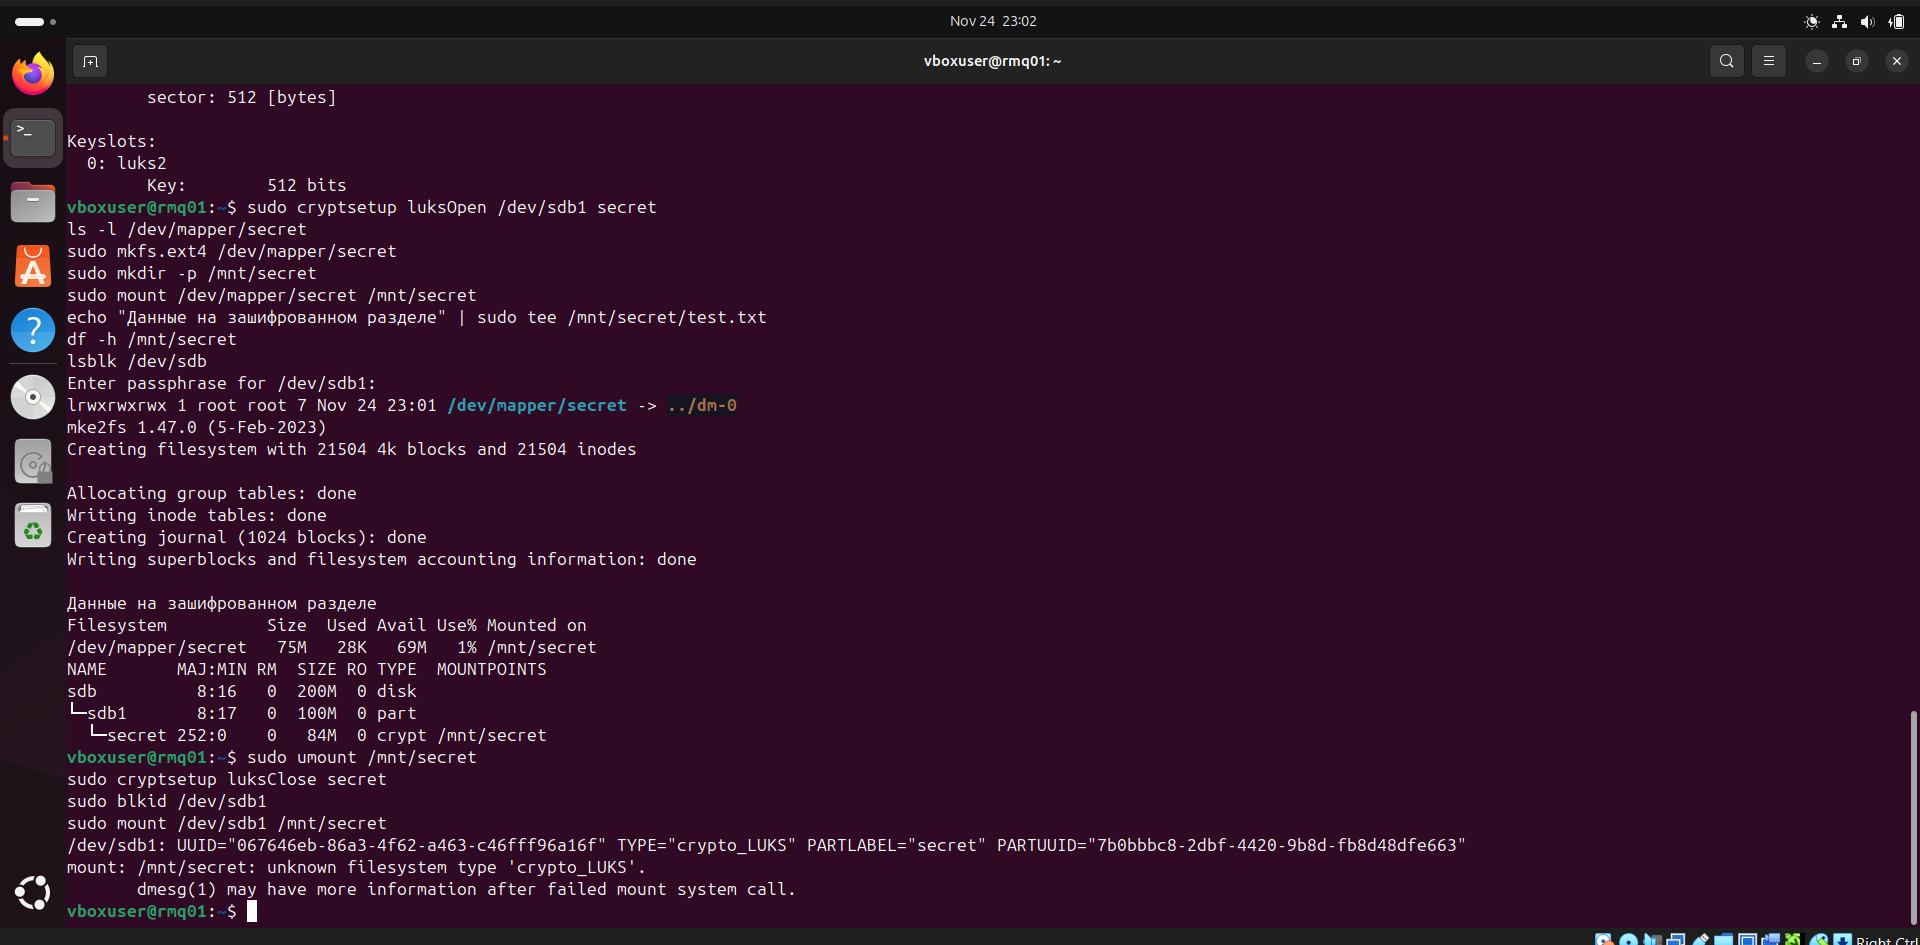 Nov 24 23:02
vboxuser@rmq01: ~
sector: 512 [bytes]
Keyslots:
0: luks2
Key: 512 bits
vboxuser@rmq01:~$ sudo cryptsetup luksOpen /dev/sdb1 secret
ls -l /dev/mapper/secret
sudo mkfs.ext4 /dev/mapper/secret
sudo mkdir -p /mnt/secret
sudo mount /dev/mapper/secret /mnt/secret
echo "Данные на зашифрованном разделе" | sudo tee /mnt/secret/test.txt
df -h /mnt/secret
lsblk /dev/sdb
Enter passphrase for /dev/sdb1:
lrwxrwxrwx 1 root root 7 Nov 24 23:01 /dev/mapper/secret -> ../dm-0
mke2fs 1.47.0 (5-Feb-2023)
Creating filesystem with 21504 4k blocks and 21504 inodes
Allocating group tables: done
Writing inode tables: done
Creating journal (1024 blocks): done
Writing superblocks and filesystem accounting information: done
Данные на зашифрованном разделе
Filesystem Size Used Avail Use% Mounted on
/dev/mapper/secret 75M 28K 69M 1% /mnt/secret
NAME MAJ:MIN RM SIZE RO TYPE MOUNTPOINTS
sdb 8:16 0 200M 0 disk
└─sdb1 8:17 0 100M 0 part
└─secret 252:0 0 84M 0 crypt /mnt/secret
vboxuser@rmq01:~$ sudo umount /mnt/secret
sudo cryptsetup luksClose secret
sudo blkid /dev/sdb1
sudo mount /dev/sdb1 /mnt/secret
/dev/sdb1: UUID="067646eb-86a3-4f62-a463-c46fff96a16f" TYPE="crypto_LUKS" PARTLABEL="secret" PARTUUID="7b0bbbc8-2dbf-4420-9b8d-fb8d48dfe663"
mount: /mnt/secret: unknown filesystem type 'crypto_LUKS'.
dmesg(1) may have more information after failed mount system call.
vboxuser@rmq01:~$
Right Ctrl